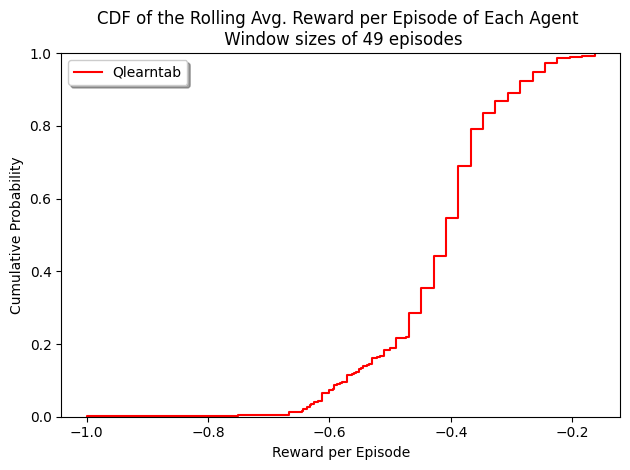 CDF of the Rolling Avg. Reward per Episode of Each Agent
Window sizes of 49 episodes
Qlearntab
Cumulative Probability
1.0
0.8
0.6
0.4
0.2
0.0
−1.0 −0.8 −0.6 −0.4 −0.2
Reward per Episode